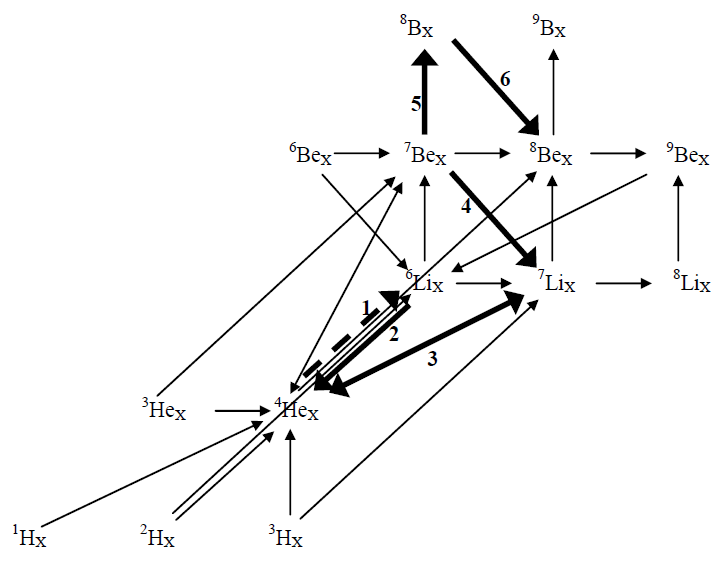 ⁸Bx ⁹Bx
6
5
⁶Bex ⁷Bex ⁸Bex ⁹Bex
4
⁶Lix ⁷Lix ⁸Lix
1
2
3
³Hex ⁴Hex
¹Hx ²Hx ³Hx